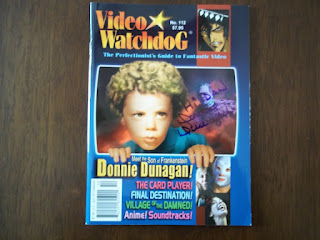 Video WatchdoG
No. 112
$7.95
The Perfectionist's Guide to Fantastic Video
Meet the Son of Frankenstein
Donnie Dunagan!
THE CARD PLAYER!
FINAL DESTINATION!
VILLAGE OF THE DAMNED!
Anime! Soundtracks!